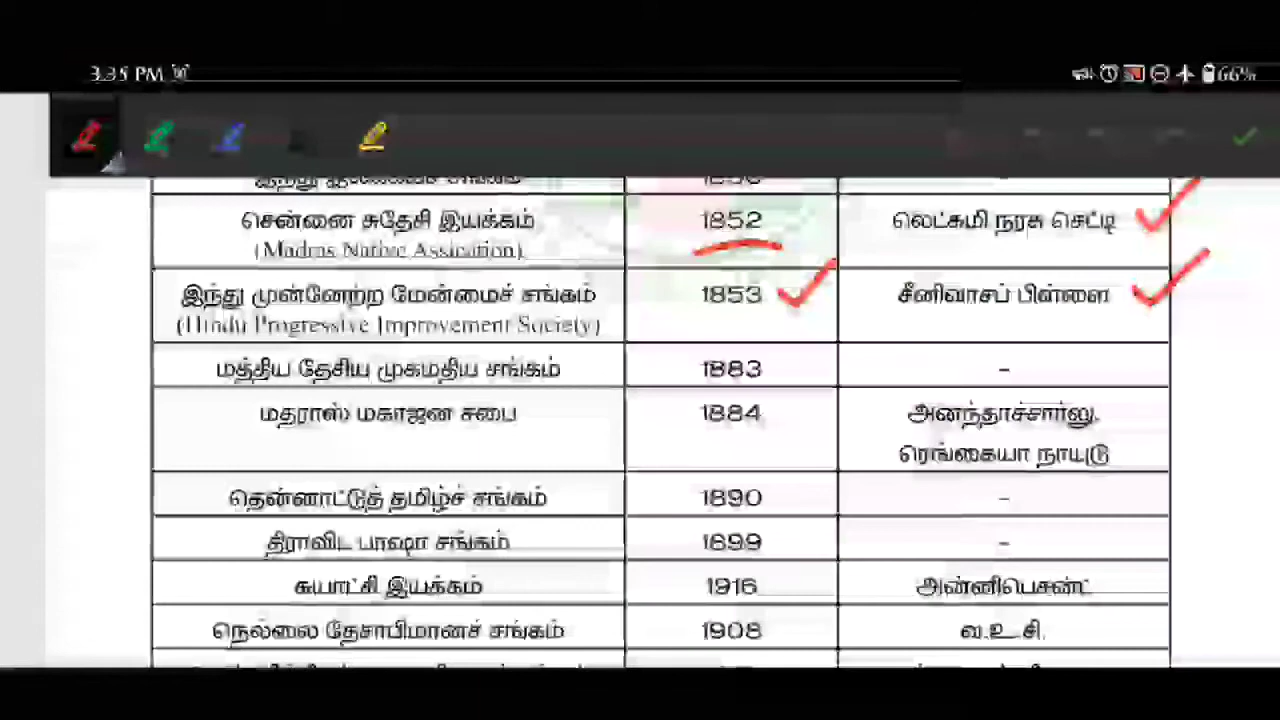 3.35 PM
66%
சென்னை சுதேசி இயக்கம் 1852 லெட்சுமி நரசு செட்டி
(Madras Native Assication)
இந்து முன்னேற்ற மேன்மைச் சங்கம் 1853 சீனிவாசப் பிள்ளை
(Hindu Progressive Improvement Society)
மத்திய தேசிய முகமதிய சங்கம் 1883 -
மதராஸ் மகாஜன சபை 1884 அனந்தாச்சார்லு,
ரெங்கையா நாயுடு
தென்னாட்டுத் தமிழ்ச் சங்கம் 1890 -
திராவிட பாஷா சங்கம் 1899 -
சுயாட்சி இயக்கம் 1916 அன்னிபெசன்ட்
நெல்லை தேசாபிமானச் சங்கம் 1908 வ.உ.சி.